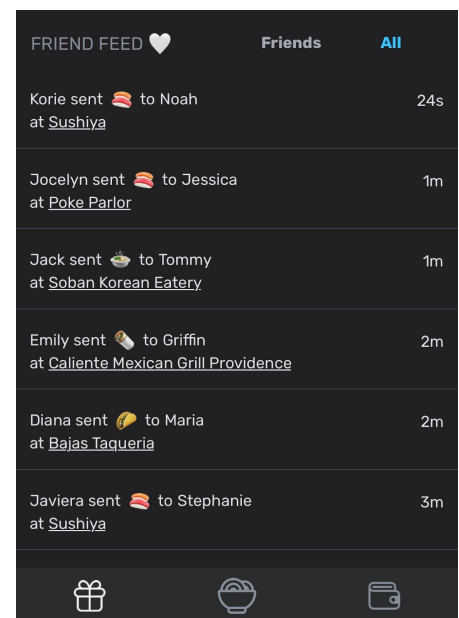 FRIEND FEED 🤍 Friends All
Korie sent 🍣 to Noah 24s
at Sushiya
Jocelyn sent 🍣 to Jessica 1m
at Poke Parlor
Jack sent 🍲 to Tommy 1m
at Soban Korean Eatery
Emily sent 🌯 to Griffin 2m
at Caliente Mexican Grill Providence
Diana sent 🌮 to Maria 2m
at Bajas Taqueria
Javiera sent 🍣 to Stephanie 3m
at Sushiya